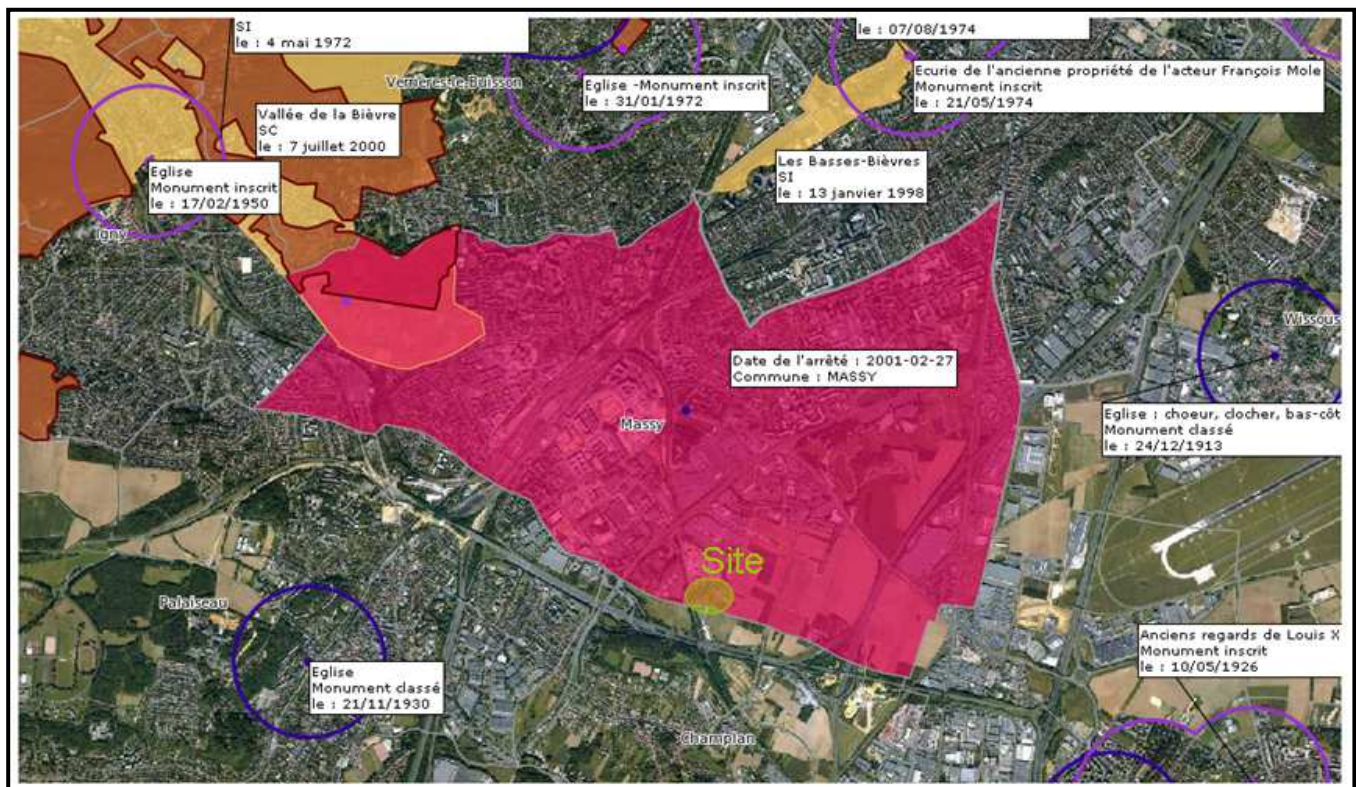 SI
le : 4 mai 1972
le : 07/08/1974
Verrières-le-Buisson
Eglise -Monument inscrit
le : 31/01/1972
Ecurie de l'ancienne propriété de l'acteur François Mole
Monument inscrit
le : 21/05/1974
Vallée de la Bièvre
SC
le : 7 juillet 2000
Eglise
Monument inscrit
le : 17/02/1950
Les Basses-Bièvres
SI
le : 13 janvier 1998
Igny
Wissous
Date de l'arrêté : 2001-02-27
Commune : MASSY
Massy
Eglise : choeur, clocher, bas-côt
Monument classé
le : 24/12/1913
Site
Palaiseau
Anciens regards de Louis X
Monument inscrit
le : 10/05/1926
Eglise
Monument classé
le : 21/11/1930
Champlan